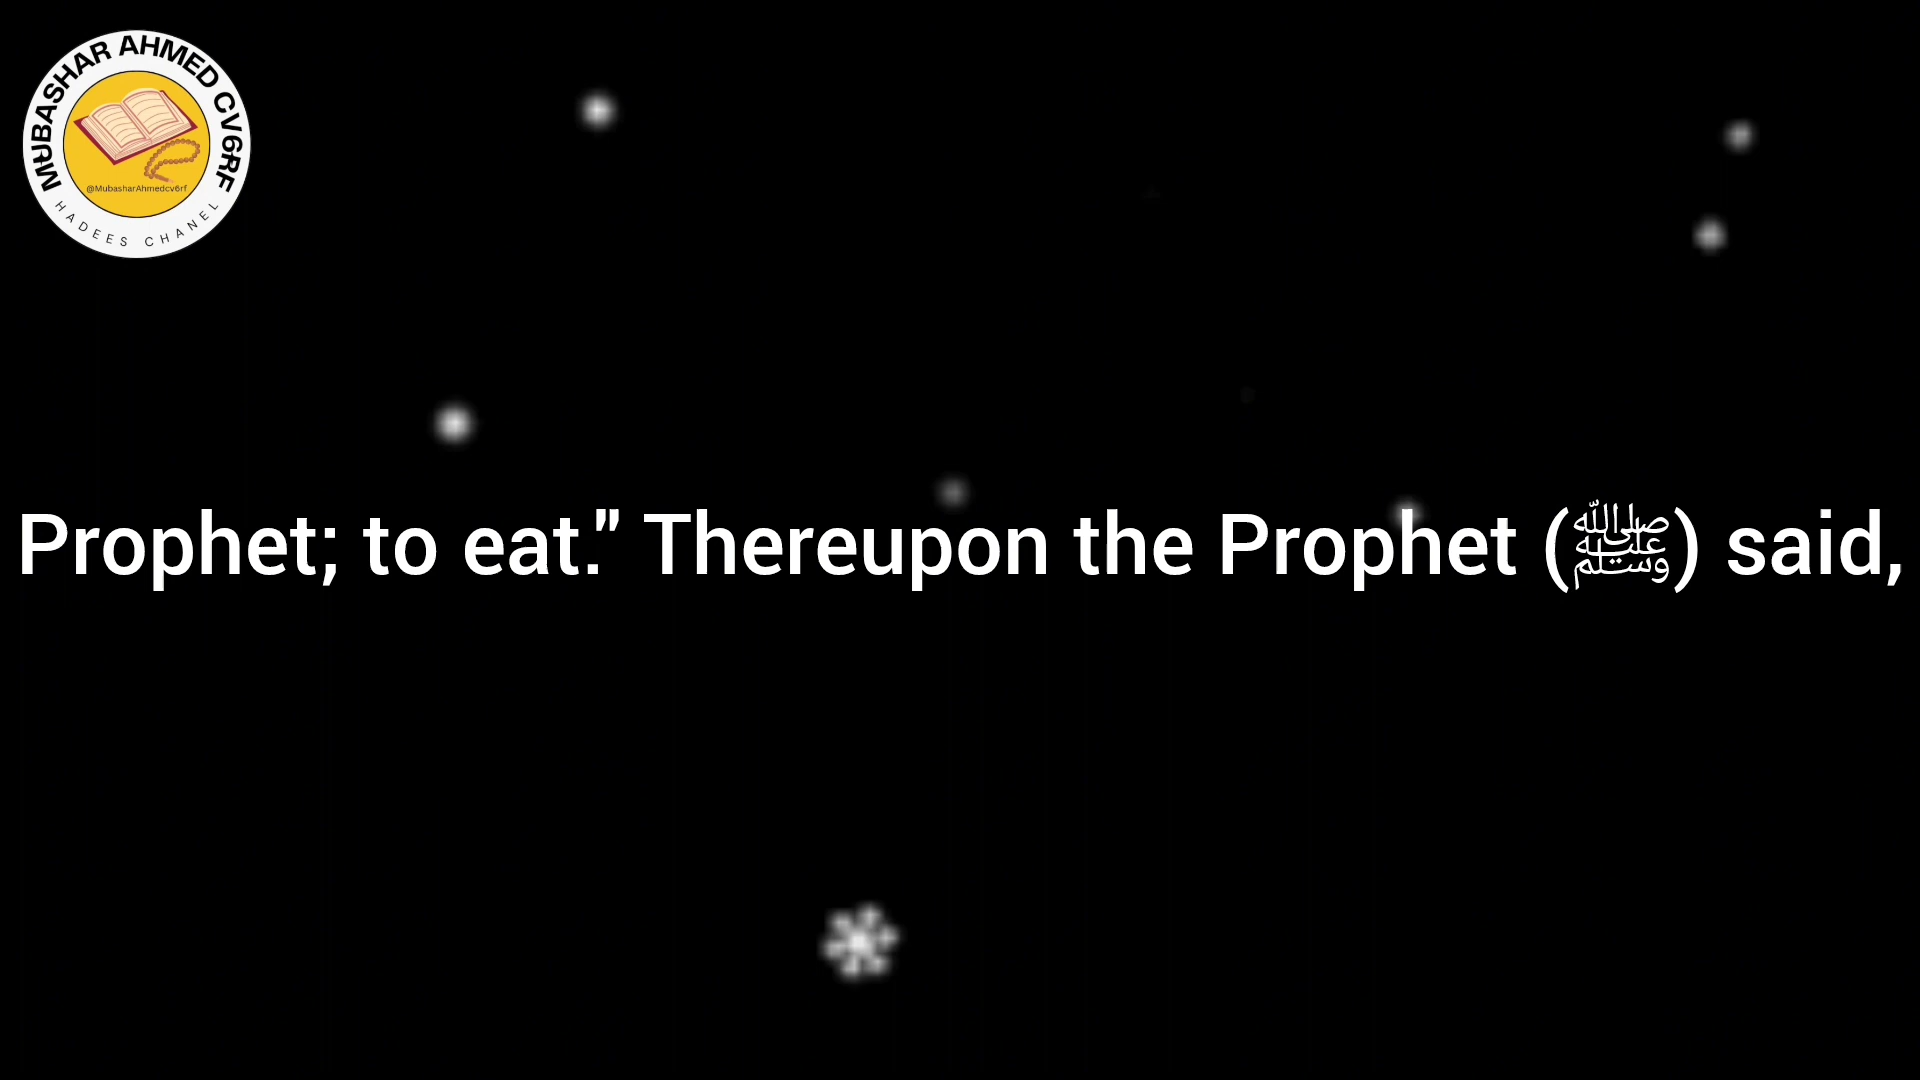 MUBASHAR AHMED CV6RF
@MubasharAhmedcv6rf
HADEES CHANEL
Prophet; to eat." Thereupon the Prophet (ﷺ) said,